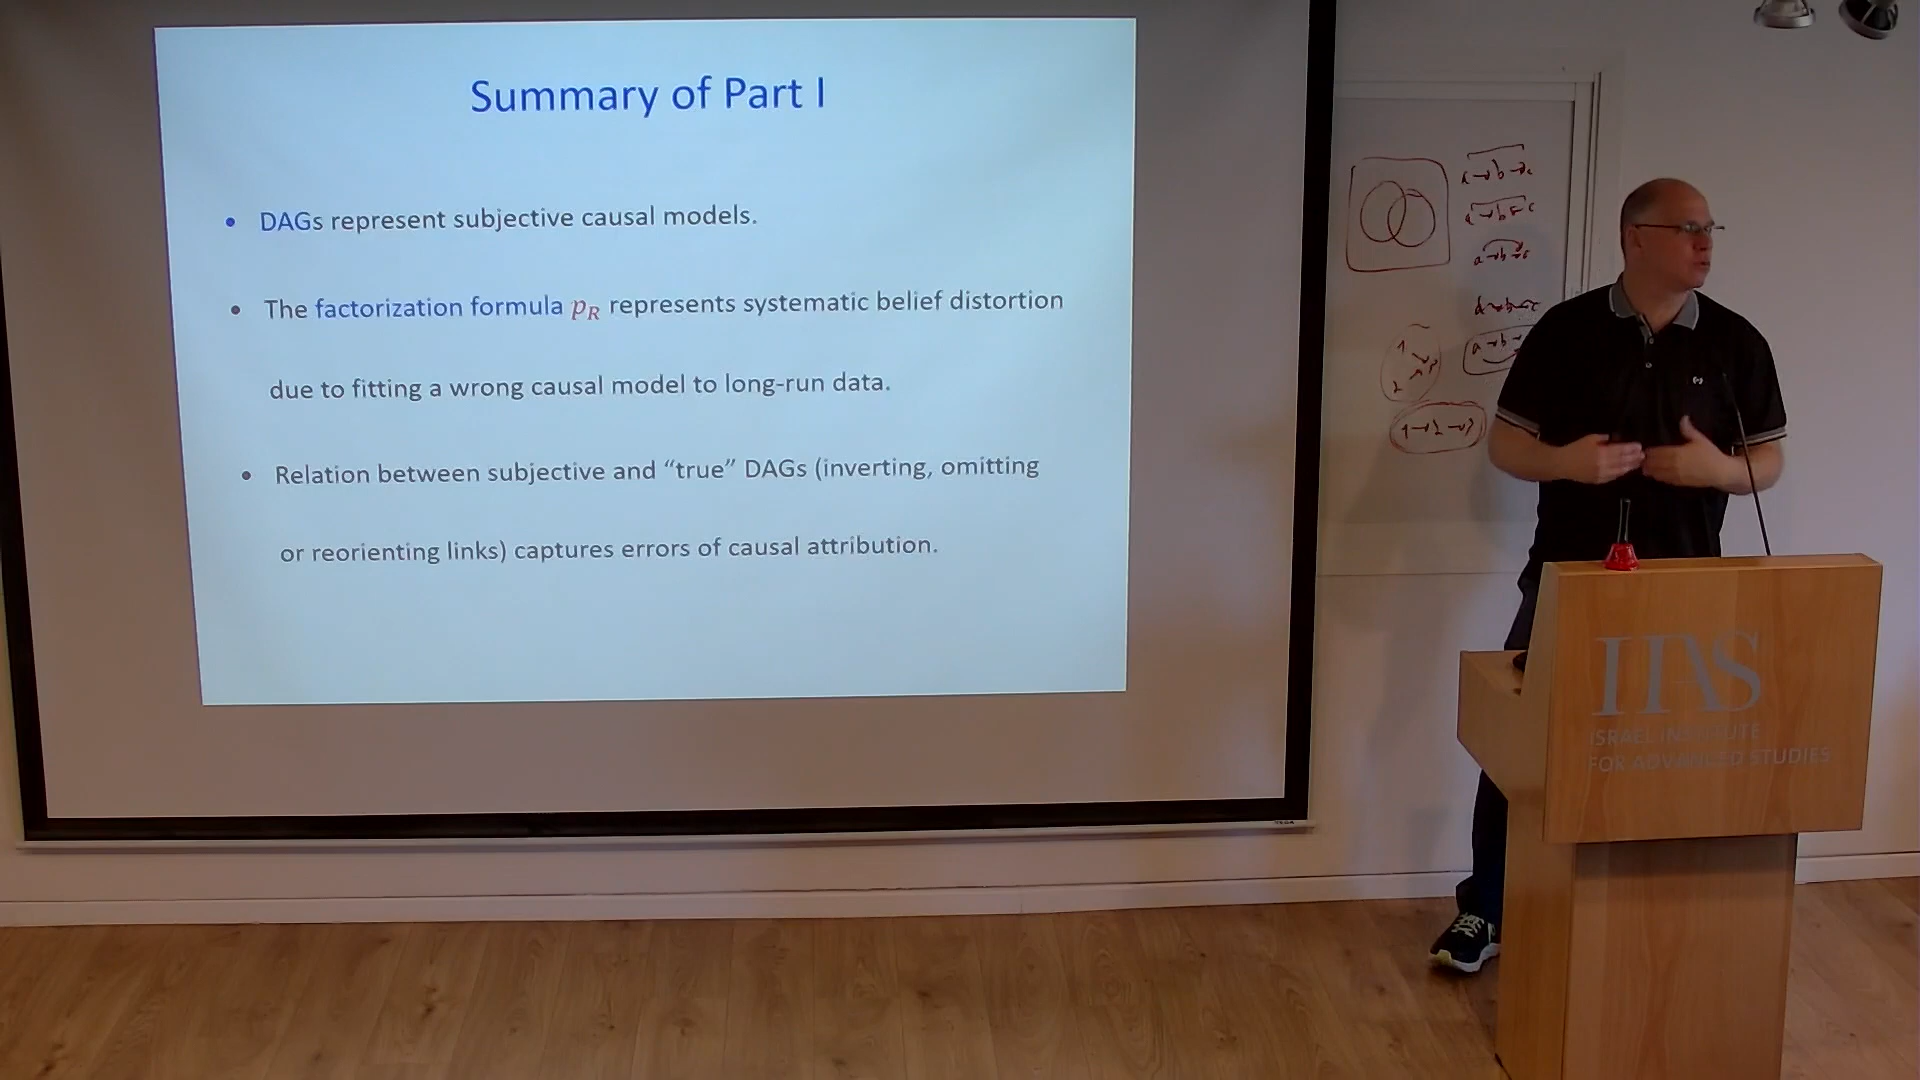 Summary of Part I
• DAGs represent subjective causal models.
• The factorization formula p_R represents systematic belief distortion
due to fitting a wrong causal model to long-run data.
• Relation between subjective and “true” DAGs (inverting, omitting
or reorienting links) captures errors of causal attribution.
IIAS
ISRAEL INSTITUTE
FOR ADVANCED STUDIES